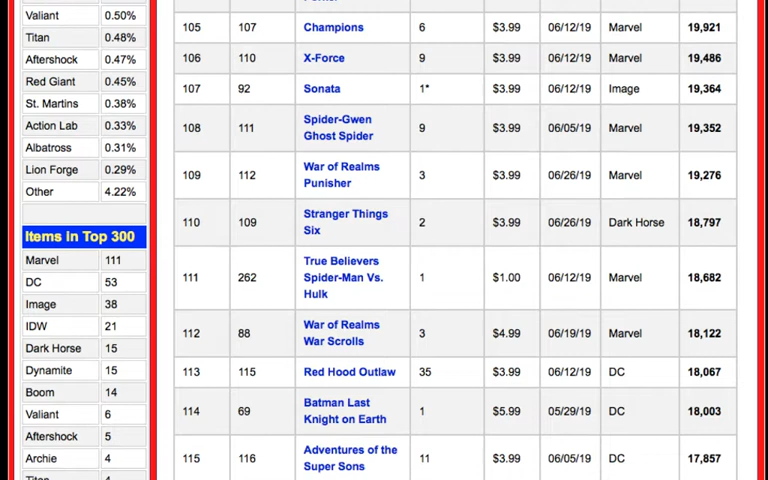 Valiant 0.50%
Titan 0.48%
Aftershock 0.47%
Red Giant 0.45%
St. Martins 0.38%
Action Lab 0.33%
Albatross 0.31%
Lion Forge 0.29%
Other 4.22%
Items In Top 300
Marvel 111
DC 53
Image 38
IDW 21
Dark Horse 15
Dynamite 15
Boom 14
Valiant 6
Aftershock 5
Archie 4
105 107 Champions 6 $3.99 06/12/19 Marvel 19,921
106 110 X-Force 9 $3.99 06/12/19 Marvel 19,486
107 92 Sonata 1* $3.99 06/12/19 Image 19,364
108 111 Spider-Gwen Ghost Spider 9 $3.99 06/05/19 Marvel 19,352
109 112 War of Realms Punisher 3 $3.99 06/26/19 Marvel 19,276
110 109 Stranger Things Six 2 $3.99 06/26/19 Dark Horse 18,797
111 262 True Believers Spider-Man Vs. Hulk 1 $1.00 06/12/19 Marvel 18,682
112 88 War of Realms War Scrolls 3 $4.99 06/19/19 Marvel 18,122
113 115 Red Hood Outlaw 35 $3.99 06/12/19 DC 18,067
114 69 Batman Last Knight on Earth 1 $5.99 05/29/19 DC 18,003
115 116 Adventures of the Super Sons 11 $3.99 06/05/19 DC 17,857